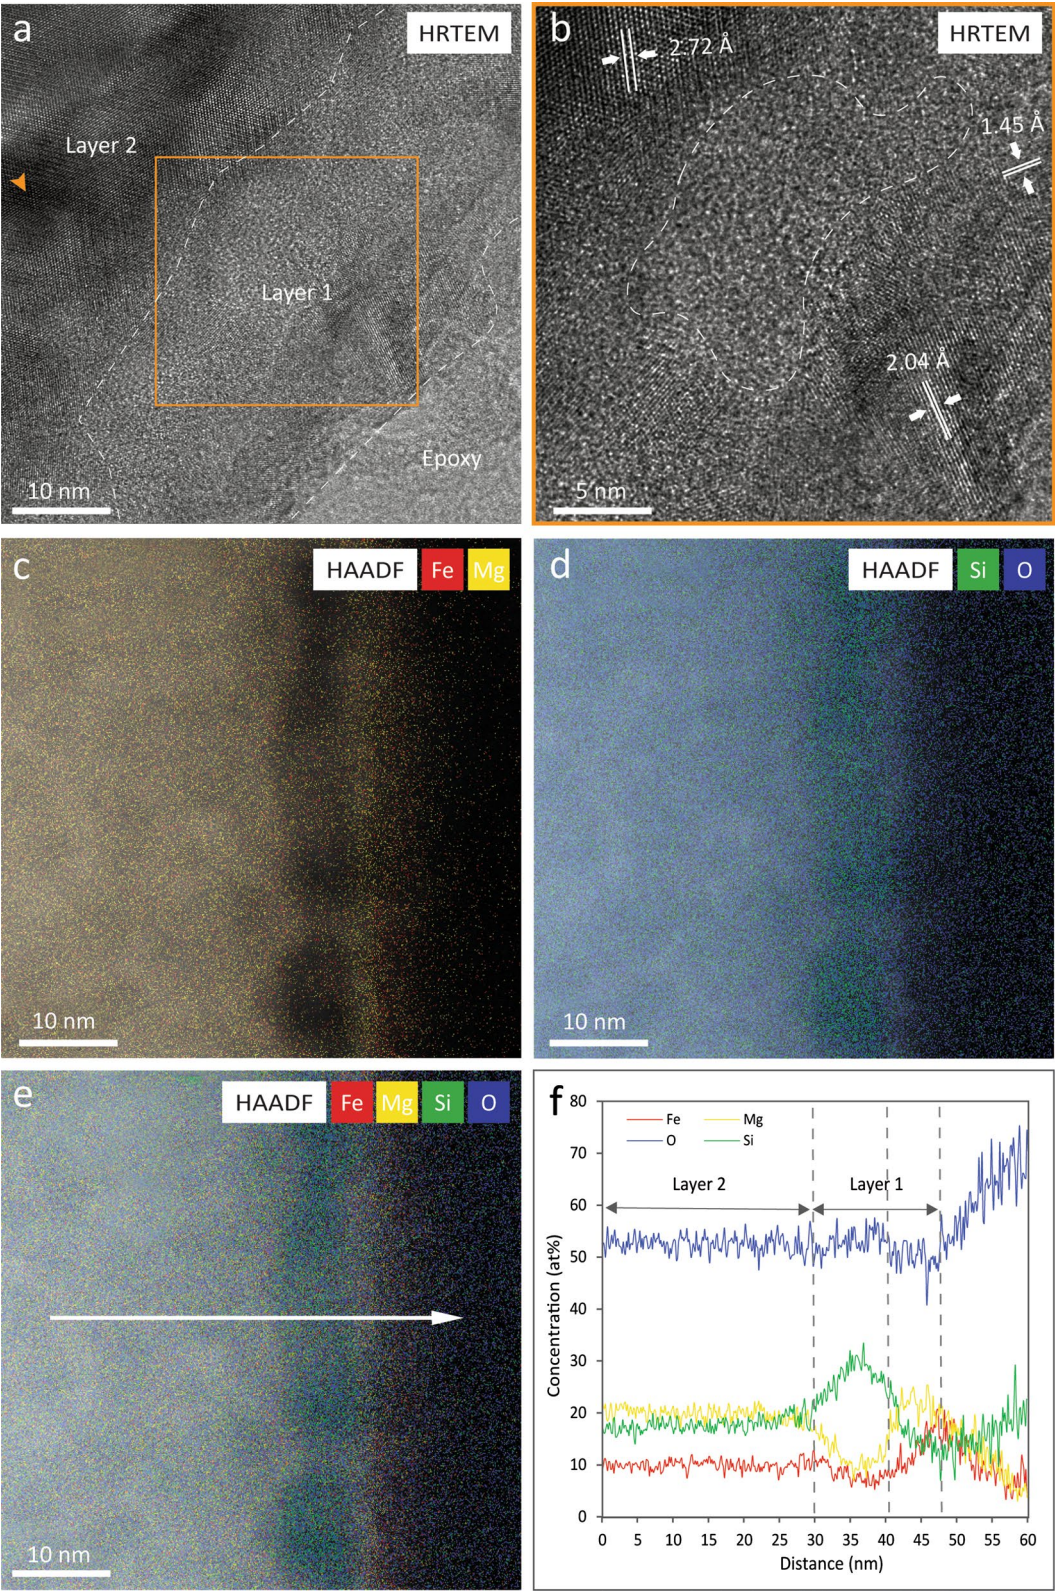 a
HRTEM
Layer 2
Layer 1
Epoxy
10 nm
b
HRTEM
2.72 Å
1.45 Å
2.04 Å
5 nm
c
HAADF Fe Mg
10 nm
d
HAADF Si O
10 nm
e
HAADF Fe Mg Si O
10 nm
f
80
70
60
50
40
30
20
10
0
Concentration (at%)
Fe Mg
O Si
Layer 2 Layer 1
0 5 10 15 20 25 30 35 40 45 50 55 60
Distance (nm)